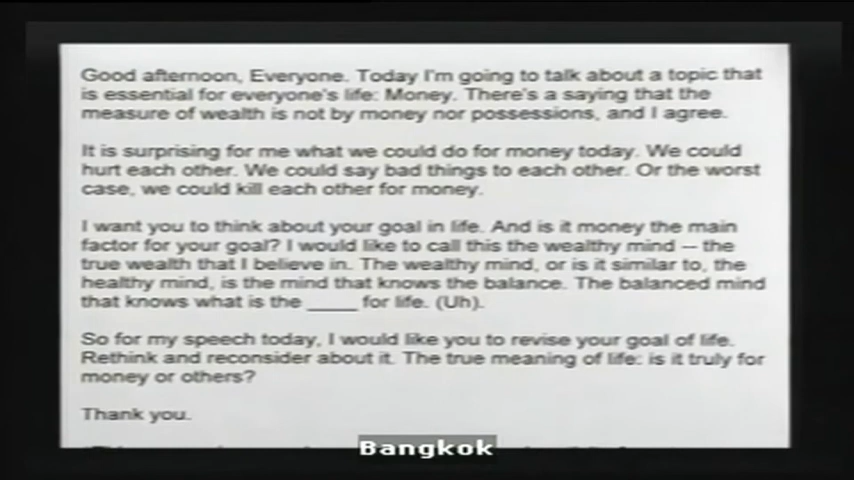 Good afternoon, Everyone. Today I'm going to talk about a topic that
is essential for everyone's life: Money. There's a saying that the
measure of wealth is not by money nor possessions, and I agree.
It is surprising for me what we could do for money today. We could
hurt each other. We could say bad things to each other. Or the worst
case, we could kill each other for money.
I want you to think about your goal in life. And is it money the main
factor for your goal? I would like to call this the wealthy mind – the
true wealth that I believe in. The wealthy mind, or is it similar to, the
healthy mind, is the mind that knows the balance. The balanced mind
that knows what is the ____ for life. (Uh).
So for my speech today, I would like you to revise your goal of life.
Rethink and reconsider about it. The true meaning of life: is it truly for
money or others?
Thank you.
Bangkok